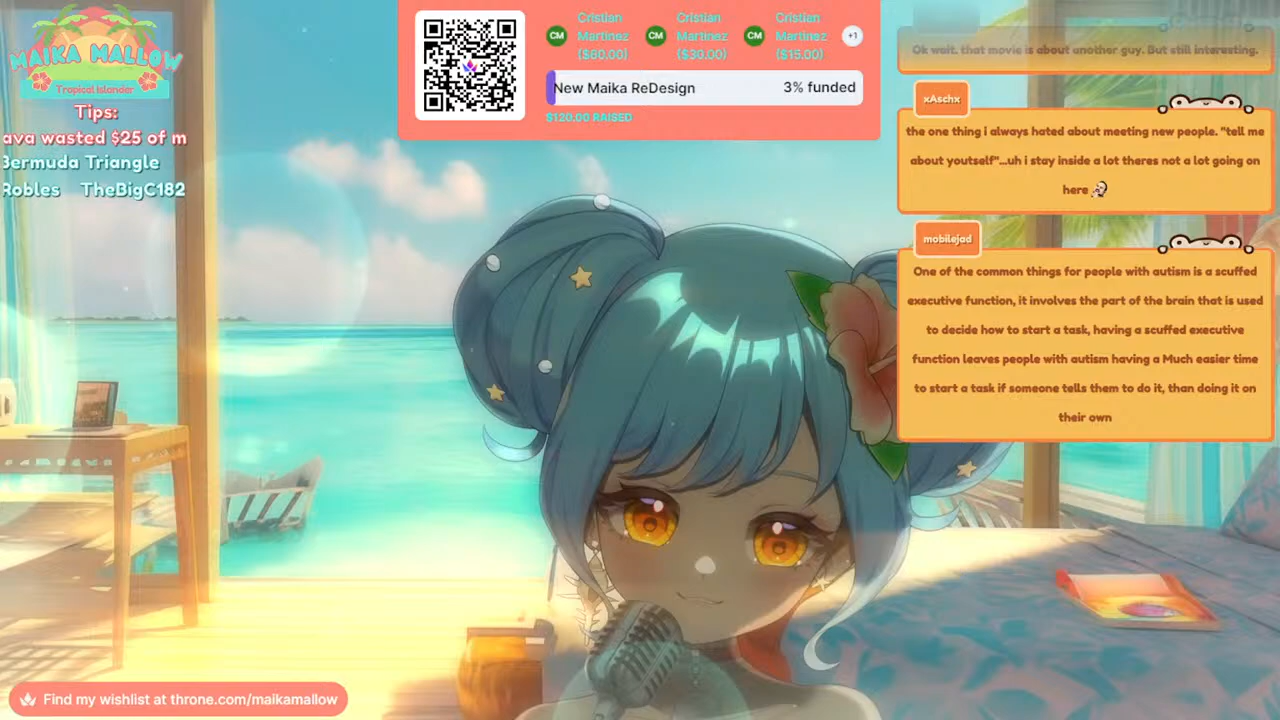 MAIKA MALLOW
Tropical islander
Tips:
ava wasted $25 of m
Bermuda Triangle
Robles TheBigC182
CM Cristian Martinez ($60.00)
CM Cristian Martinez ($30.00)
CM Cristian Martinez ($15.00)
+1
New Maika ReDesign 3% funded
$120.00 RAISED
Ok wait. that movie is about another guy. But still interesting.
xAschx
the one thing i always hated about meeting new people. "tell me
about youtself"...uh i stay inside a lot theres not a lot going on
here
mobilejad
One of the common things for people with autism is a scuffed
executive function, it involves the part of the brain that is used
to decide how to start a task, having a scuffed executive
function leaves people with autism having a Much easier time
to start a task if someone tells them to do it, than doing it on
their own
Find my wishlist at throne.com/maikamallow